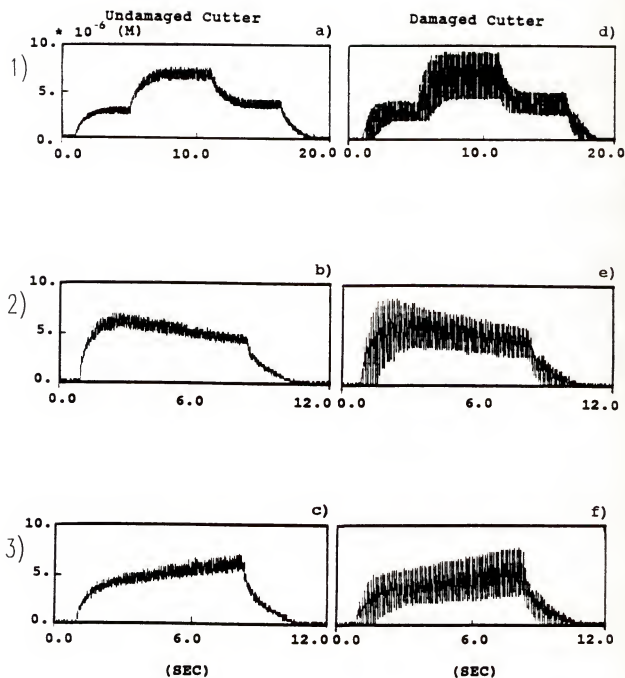 Undamaged Cutter
Damaged Cutter
* 10⁻⁶ (M)
a)
d)
1)
10.
5.
0.
0.0
10.0
20.0
0.0
10.0
20.0
b)
e)
2)
10.
5.
0.
0.0
6.0
12.0
0.0
6.0
12.0
c)
f)
3)
10.
5.
0.
0.0
6.0
12.0
0.0
6.0
12.0
(SEC)
(SEC)